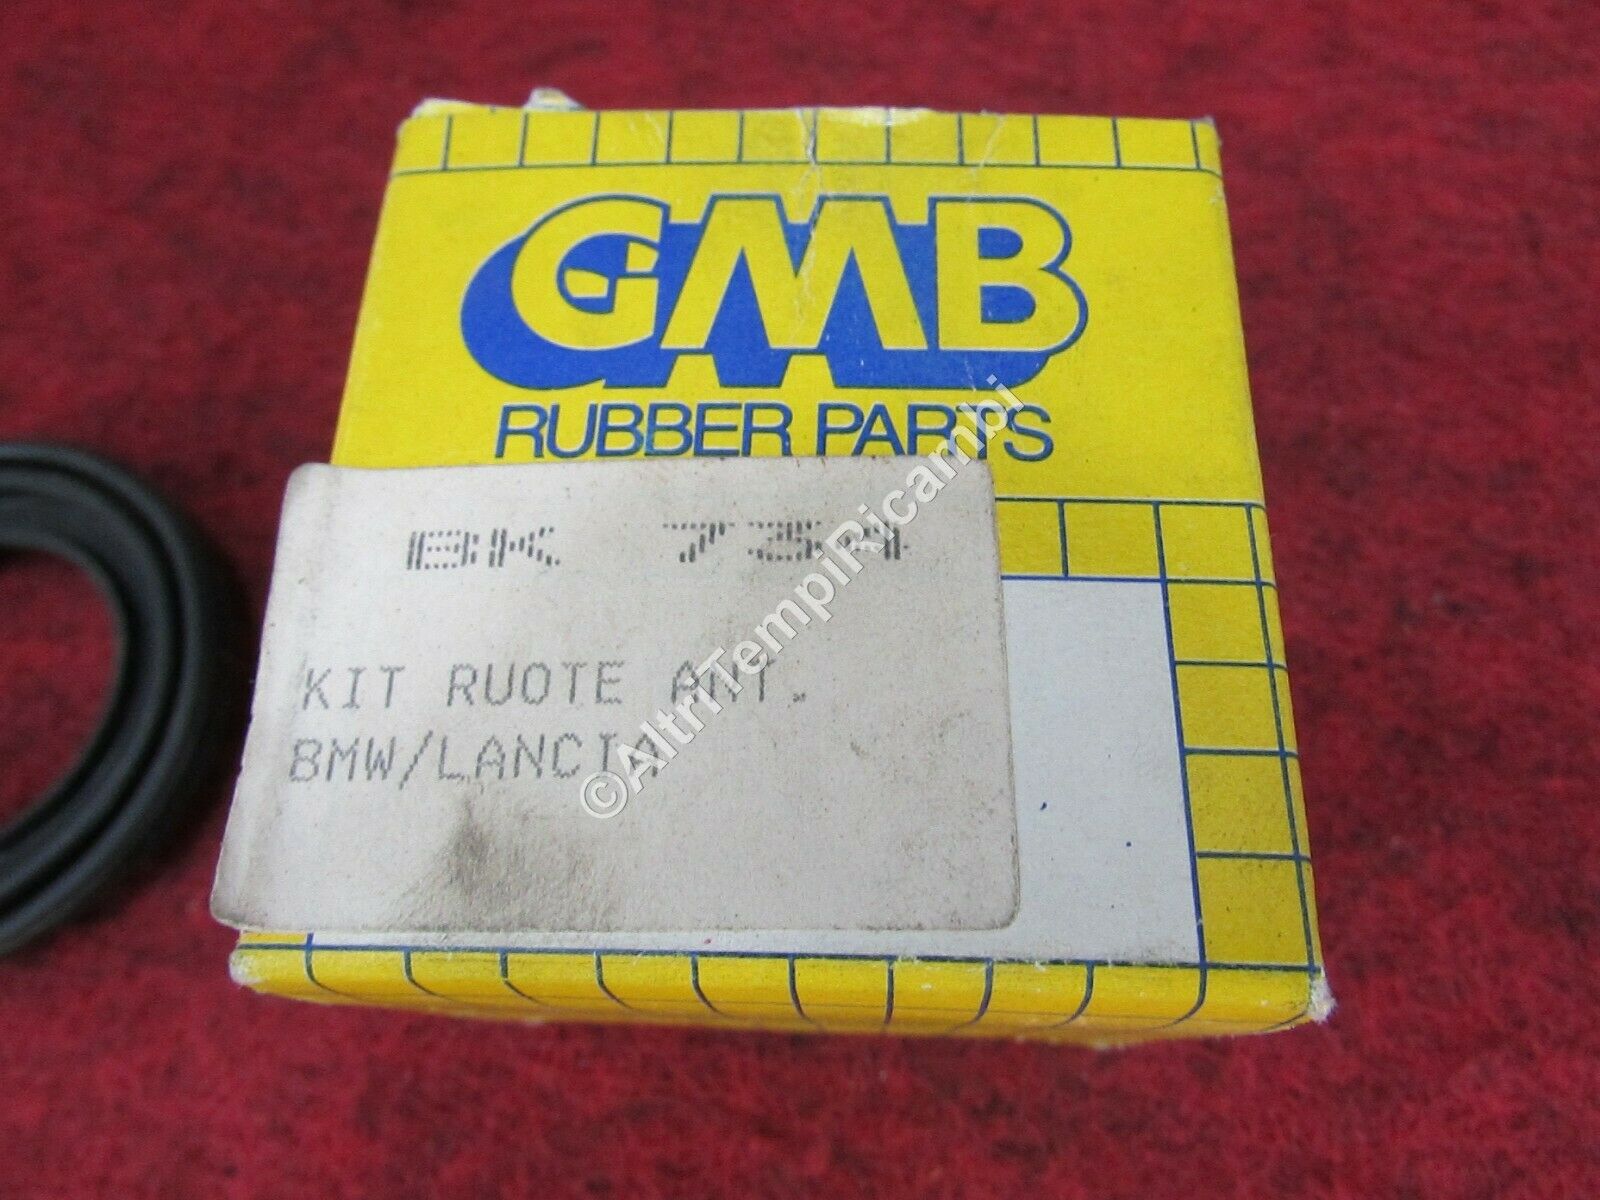 GMB
RUBBER PARTS
BK 734
KIT RUOTE ANT.
BMW/LANCIA
©AltriTempiRicambi